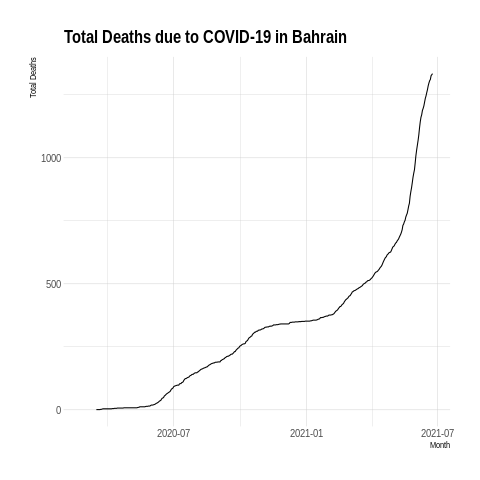 Total Deaths due to COVID-19 in Bahrain
Total Deaths
1000
500
0
2020-07
2021-01
2021-07
Month